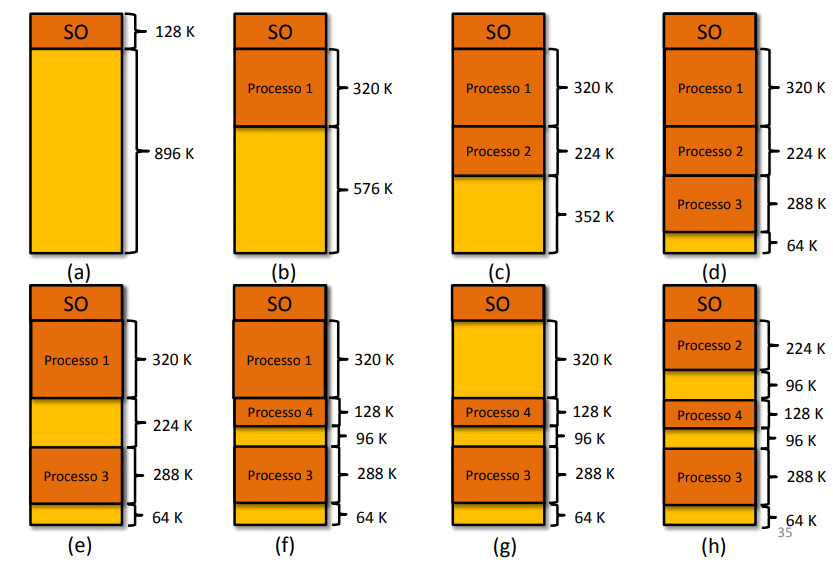 SO
128 K
896 K
(a)
SO
Processo 1
320 K
576 K
(b)
SO
Processo 1
320 K
Processo 2
224 K
352 K
(c)
SO
Processo 1
320 K
Processo 2
224 K
Processo 3
288 K
64 K
(d)
SO
Processo 1
320 K
224 K
Processo 3
288 K
64 K
(e)
SO
Processo 1
320 K
Processo 4
128 K
96 K
Processo 3
288 K
64 K
(f)
SO
320 K
Processo 4
128 K
96 K
Processo 3
288 K
64 K
(g)
SO
Processo 2
224 K
96 K
Processo 4
128 K
96 K
Processo 3
288 K
64 K
35
(h)